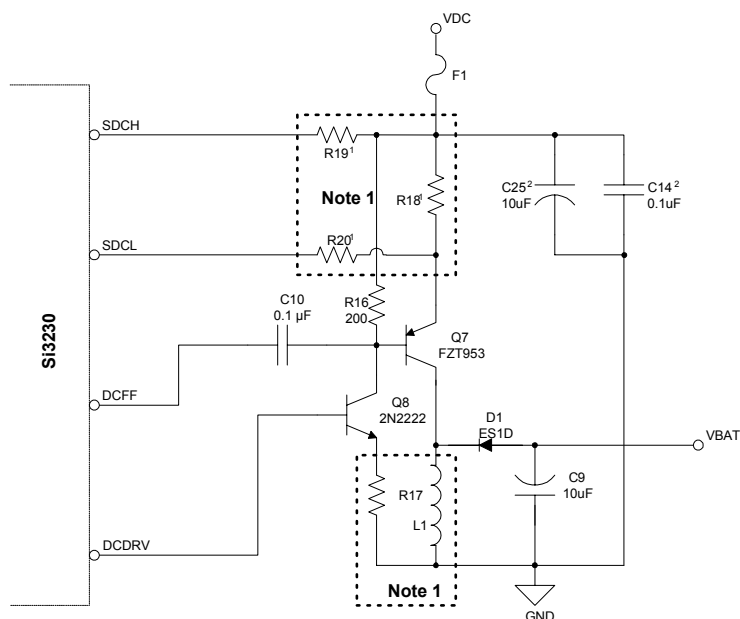 VDC
F1
SDCH
R19¹
Note 1
R18¹
C25²
10uF
C14²
0.1uF
SDCL
R20¹
R16
200
C10
0.1 µF
Q7
FZT953
Si3230
DCFF
Q8
2N2222
D1
ES1D
VBAT
R17
L1
C9
10uF
DCDRV
Note 1
GND